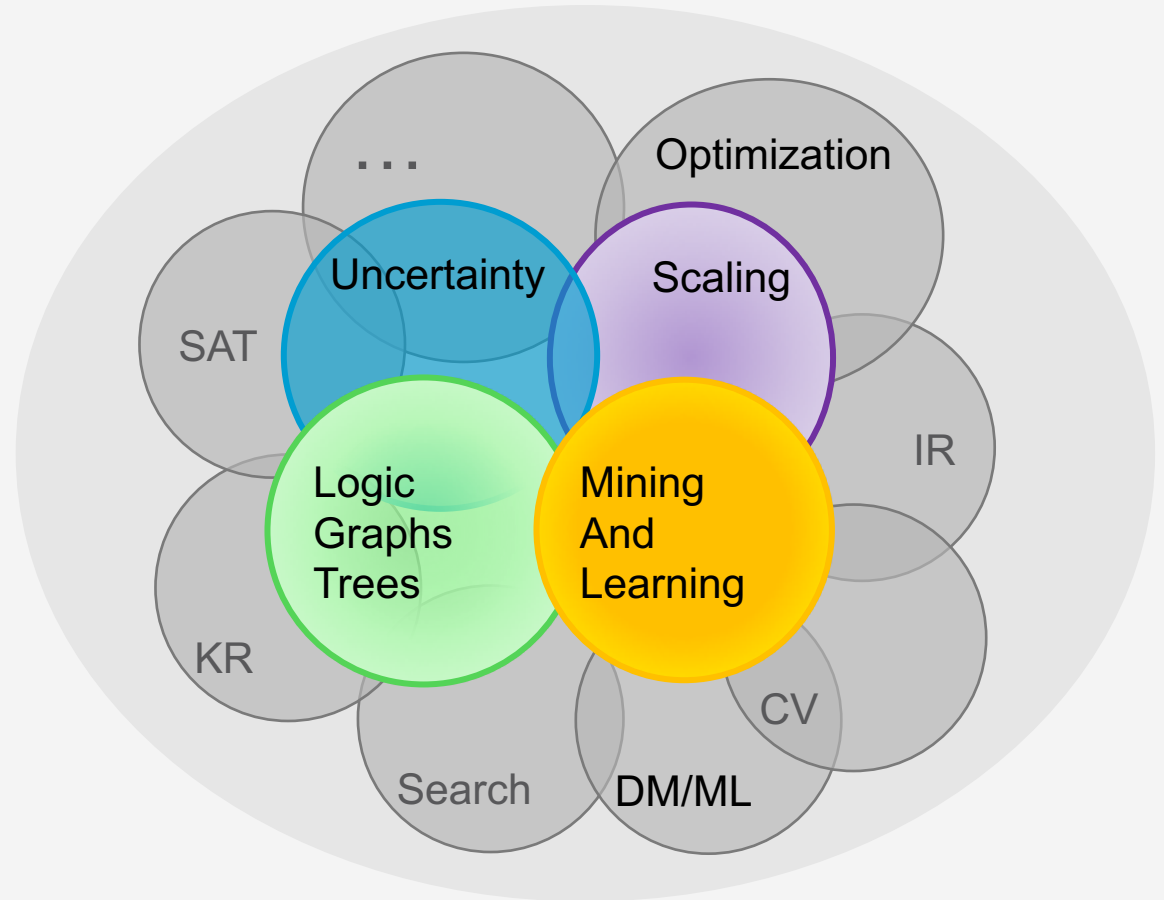 . . .
Optimization
Uncertainty
Scaling
SAT
IR
Logic
Graphs
Trees
Mining
And
Learning
KR
CV
Search
DM/ML